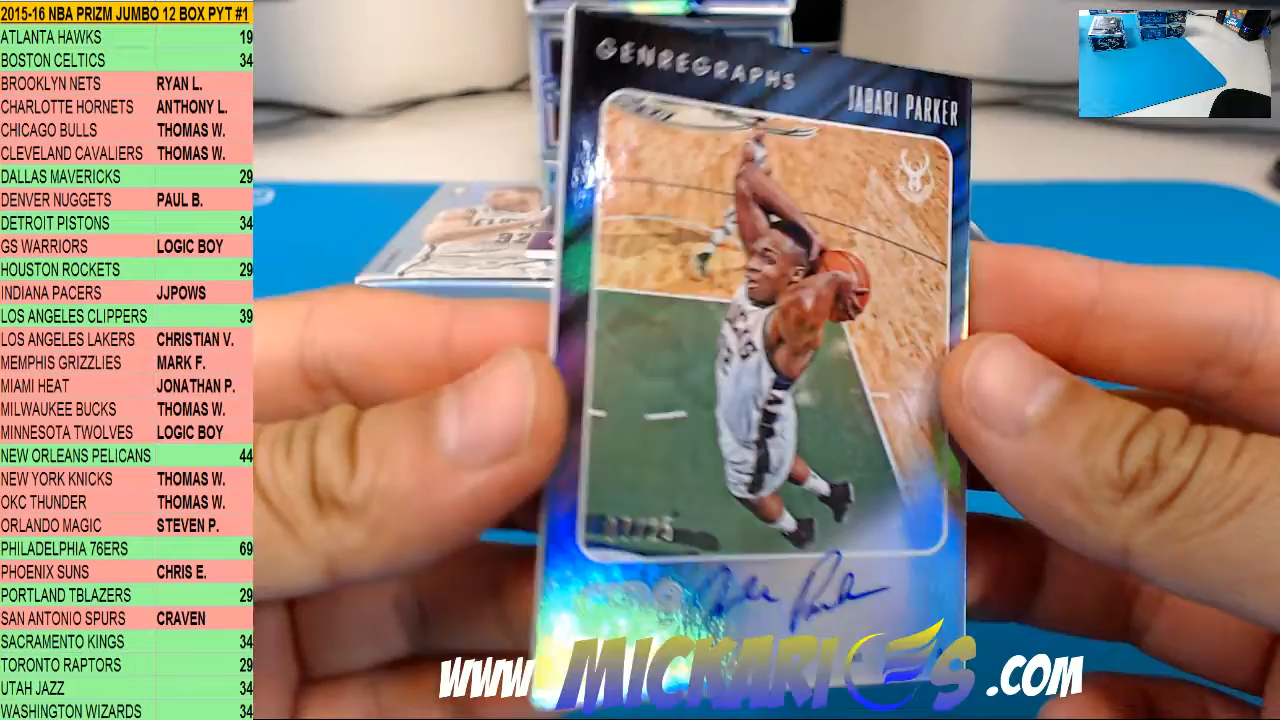 2015-16 NBA PRIZM JUMBO 12 BOX PYT #1
ATLANTA HAWKS 19
BOSTON CELTICS 34
BROOKLYN NETS RYAN L.
CHARLOTTE HORNETS ANTHONY L.
CHICAGO BULLS THOMAS W.
CLEVELAND CAVALIERS THOMAS W.
DALLAS MAVERICKS 29
DENVER NUGGETS PAUL B.
DETROIT PISTONS 34
GS WARRIORS LOGIC BOY
HOUSTON ROCKETS 29
INDIANA PACERS JJPOWS
LOS ANGELES CLIPPERS 39
LOS ANGELES LAKERS CHRISTIAN V.
MEMPHIS GRIZZLIES MARK F.
MIAMI HEAT JONATHAN P.
MILWAUKEE BUCKS THOMAS W.
MINNESOTA TWOLVES LOGIC BOY
NEW ORLEANS PELICANS 44
NEW YORK KNICKS THOMAS W.
OKC THUNDER THOMAS W.
ORLANDO MAGIC STEVEN P.
PHILADELPHIA 76ERS 69
PHOENIX SUNS CHRIS E.
PORTLAND TBLAZERS 29
SAN ANTONIO SPURS CRAVEN
SACRAMENTO KINGS 34
TORONTO RAPTORS 29
UTAH JAZZ 34
WASHINGTON WIZARDS 34
GENREGRAPHS
JABARI PARKER
32
www.MICKARIES.com